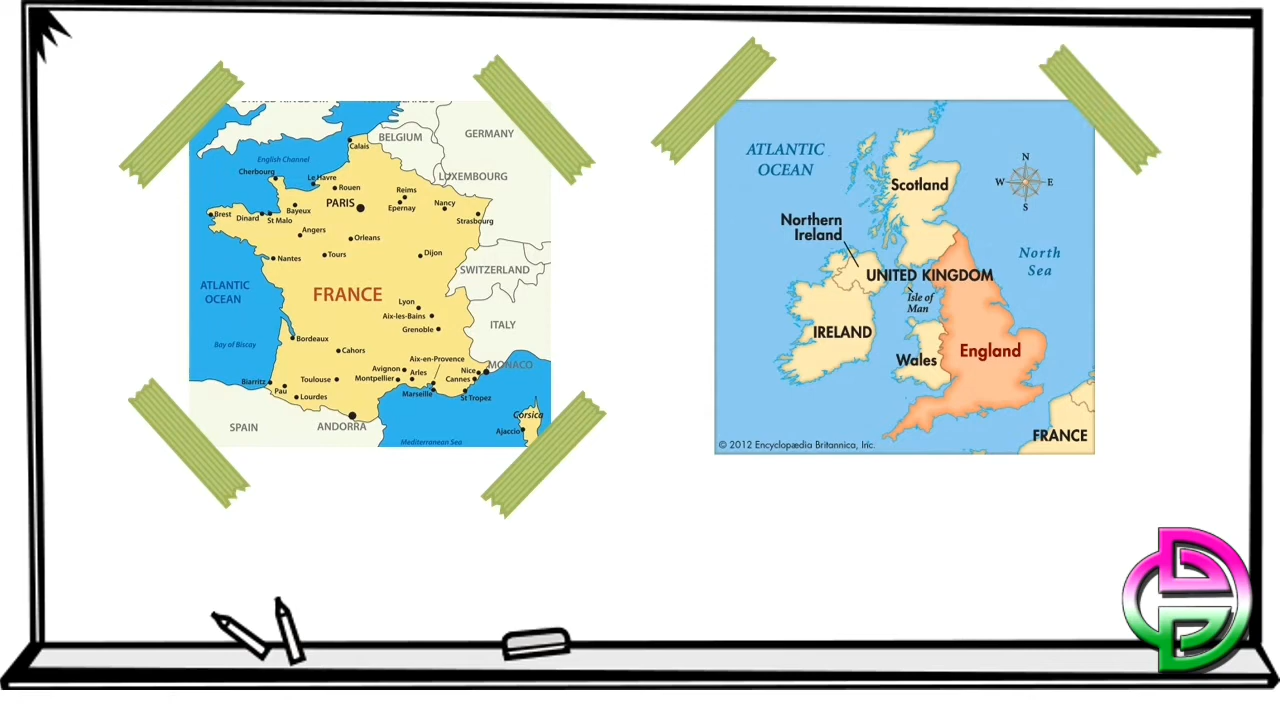 BELGIUM
GERMANY
Calais
English Channel
Cherbourg
Le Havre
LUXEMBOURG
Rouen
Reims
PARIS
Epernay
Nancy
Bayeux
Brest
Dinard
St Malo
Strasbourg
Angers
Orleans
Tours
Dijon
Nantes
SWITZERLAND
ATLANTIC
OCEAN
FRANCE
Lyon
Aix-les-Bains
Grenoble
ITALY
Bay of Biscay
Bordeaux
Cahors
Aix-en-Provence
Avignon
Arles
Nice
MONACO
Biarritz
Toulouse
Montpellier
Cannes
Pau
Marseille
St Tropez
Lourdes
Corsica
SPAIN
ANDORRA
Ajaccio
Mediterranean Sea
ATLANTIC
OCEAN
N
W
E
S
Scotland
Northern
Ireland
North
Sea
UNITED KINGDOM
Isle of
Man
IRELAND
Wales
England
FRANCE
© 2012 Encyclopædia Britannica, Inc.